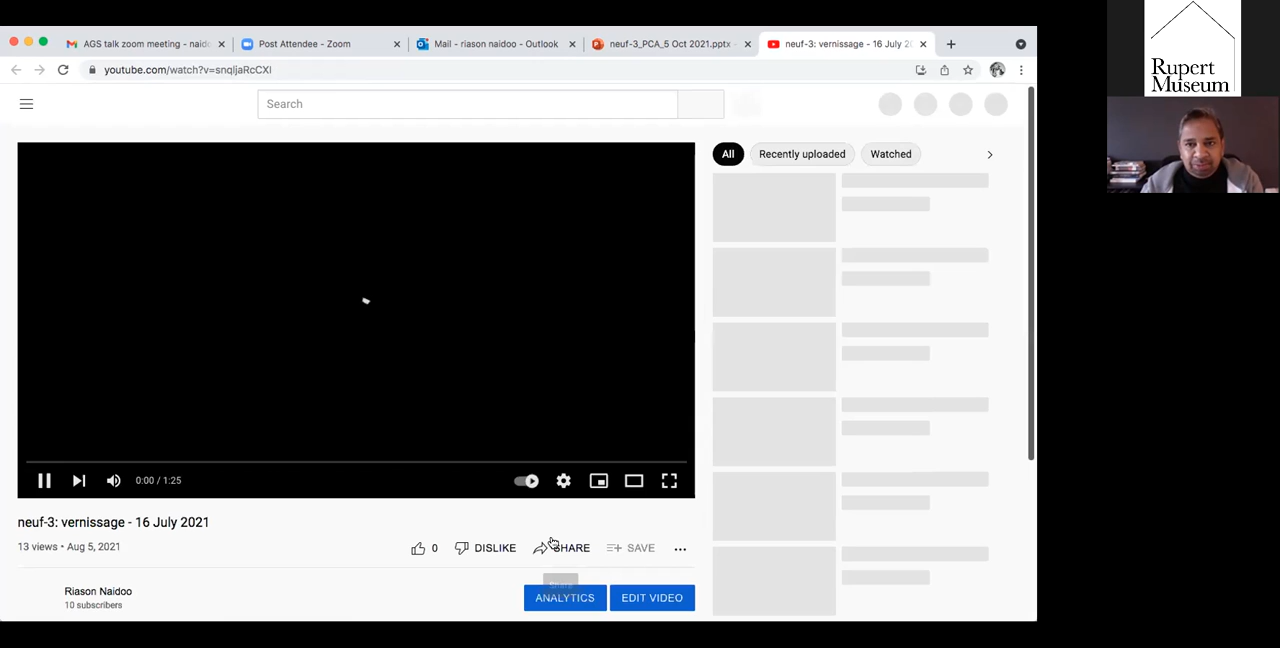 AGS talk zoom meeting - naido
Post Attendee - Zoom
Mail - riason naidoo - Outlook
neuf-3_PCA_5 Oct 2021.pptx -
neuf-3: vernissage - 16 July 20
youtube.com/watch?v=snqljaRcCXI
Search
All
Recently uploaded
Watched
0:00 / 1:25
neuf-3: vernissage - 16 July 2021
13 views • Aug 5, 2021
0
DISLIKE
SHARE
SAVE
Share
Riason Naidoo
10 subscribers
ANALYTICS
EDIT VIDEO
Rupert
Museum